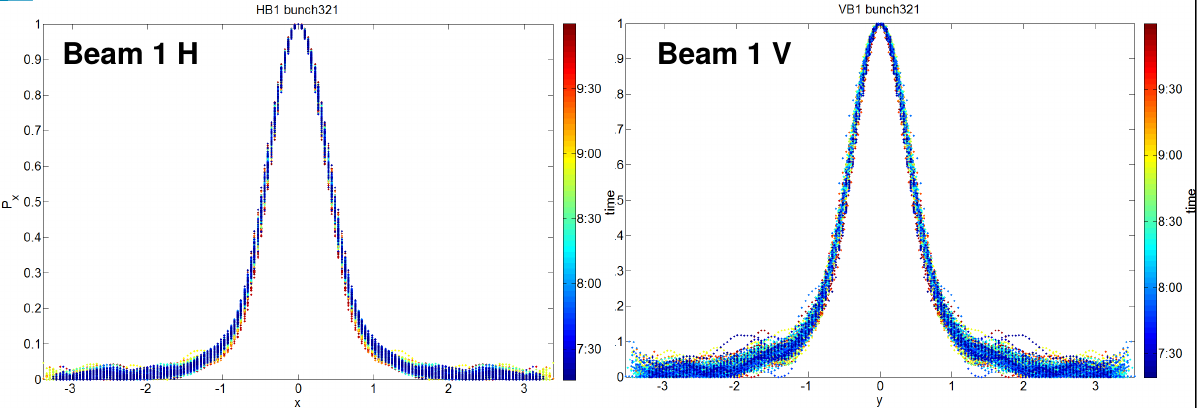 HB1 bunch321
Beam 1 H
P_x
1
0.9
0.8
0.7
0.6
0.5
0.4
0.3
0.2
0.1
0
-3 -2 -1 0 1 2 3
x
9:30
9:00
8:30
8:00
7:30
time
VB1 bunch321
Beam 1 V
1
.9
.8
.7
.6
.5
.4
.3
.2
.1
0
-3 -2 -1 0 1 2 3
y
9:30
9:00
8:30
8:00
7:30
time